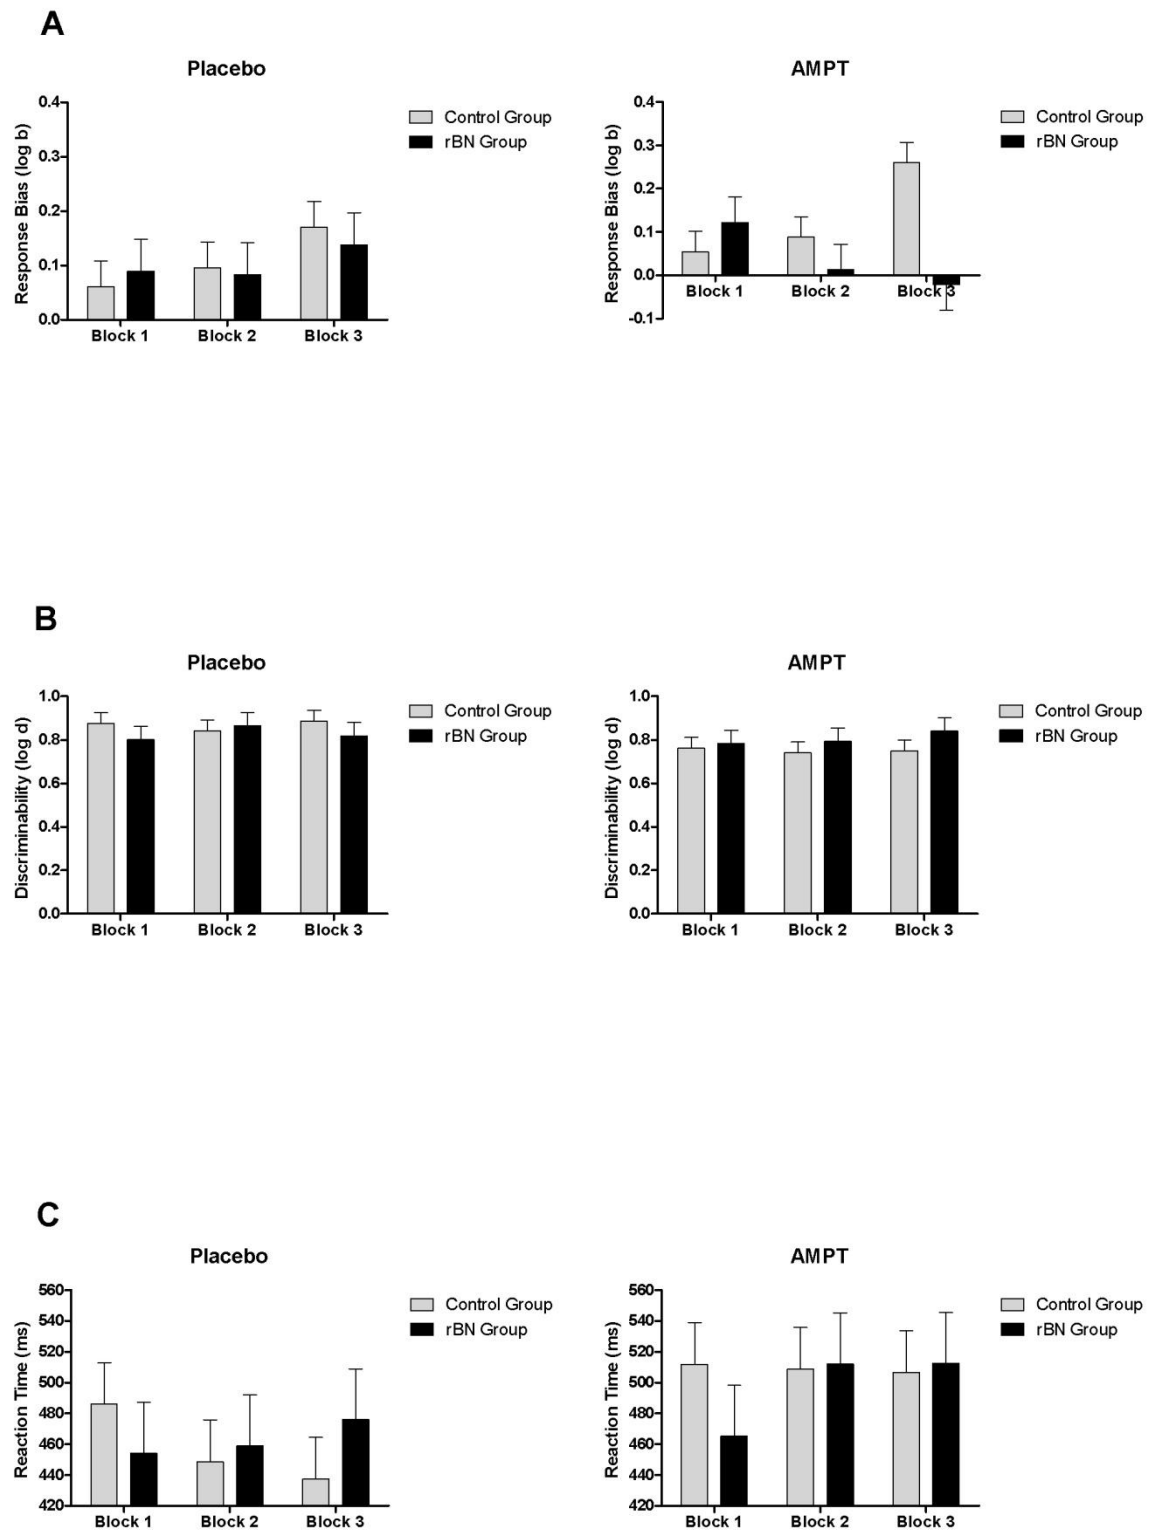 A
Placebo
AMPT
Response Bias (log b)
0.4
0.3
0.2
0.1
0.0
Block 1
Block 2
Block 3
Control Group
rBN Group
Response Bias (log b)
0.4
0.3
0.2
0.1
0.0
-0.1
Block 1
Block 2
Block 3
Control Group
rBN Group
B
Placebo
AMPT
Discriminability (log d)
1.0
0.8
0.6
0.4
0.2
0.0
Block 1
Block 2
Block 3
Control Group
rBN Group
Discriminability (log d)
1.0
0.8
0.6
0.4
0.2
0.0
Block 1
Block 2
Block 3
Control Group
rBN Group
C
Placebo
AMPT
Reaction Time (ms)
560
540
520
500
480
460
440
420
Block 1
Block 2
Block 3
Control Group
rBN Group
Reaction Time (ms)
560
540
520
500
480
460
440
420
Block 1
Block 2
Block 3
Control Group
rBN Group